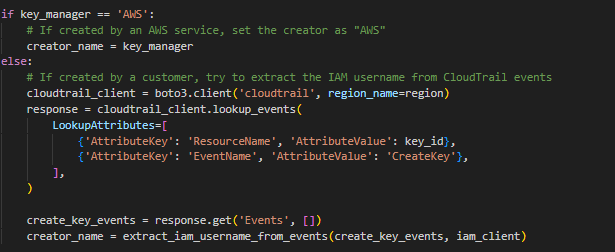 if key_manager == 'AWS':
    # If created by an AWS service, set the creator as "AWS"
    creator_name = key_manager
else:
    # If created by a customer, try to extract the IAM username from CloudTrail events
    cloudtrail_client = boto3.client('cloudtrail', region_name=region)
    response = cloudtrail_client.lookup_events(
        LookupAttributes=[
            {'AttributeKey': 'ResourceName', 'AttributeValue': key_id},
            {'AttributeKey': 'EventName', 'AttributeValue': 'CreateKey'},
        ],
    )

    create_key_events = response.get('Events', [])
    creator_name = extract_iam_username_from_events(create_key_events, iam_client)